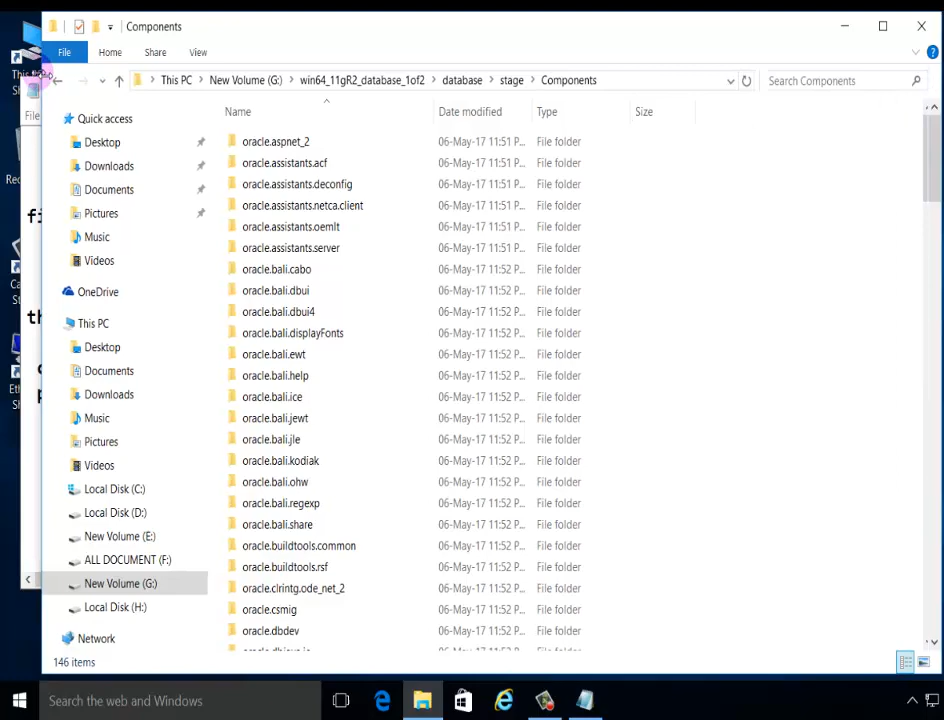 Components
File Home Share View
This PC New Volume (G:) win64_11gR2_database_1of2 database stage Components
Search Components
Name Date modified Type Size
Quick access
Desktop
Downloads
Documents
Pictures
Music
Videos
OneDrive
This PC
Desktop
Documents
Downloads
Music
Pictures
Videos
Local Disk (C:)
Local Disk (D:)
New Volume (E:)
ALL DOCUMENT (F:)
New Volume (G:)
Local Disk (H:)
Network
oracle.aspnet_2 06-May-17 11:51 P... File folder
oracle.assistants.acf 06-May-17 11:51 P... File folder
oracle.assistants.deconfig 06-May-17 11:51 P... File folder
oracle.assistants.netca.client 06-May-17 11:51 P... File folder
oracle.assistants.oemlt 06-May-17 11:51 P... File folder
oracle.assistants.server 06-May-17 11:51 P... File folder
oracle.bali.cabo 06-May-17 11:52 P... File folder
oracle.bali.dbui 06-May-17 11:52 P... File folder
oracle.bali.dbui4 06-May-17 11:52 P... File folder
oracle.bali.displayFonts 06-May-17 11:52 P... File folder
oracle.bali.ewt 06-May-17 11:52 P... File folder
oracle.bali.help 06-May-17 11:52 P... File folder
oracle.bali.ice 06-May-17 11:52 P... File folder
oracle.bali.jewt 06-May-17 11:52 P... File folder
oracle.bali.jle 06-May-17 11:52 P... File folder
oracle.bali.kodiak 06-May-17 11:52 P... File folder
oracle.bali.ohw 06-May-17 11:52 P... File folder
oracle.bali.regexp 06-May-17 11:52 P... File folder
oracle.bali.share 06-May-17 11:52 P... File folder
oracle.buildtools.common 06-May-17 11:52 P... File folder
oracle.buildtools.rsf 06-May-17 11:52 P... File folder
oracle.clrintg.ode_net_2 06-May-17 11:52 P... File folder
oracle.csmig 06-May-17 11:52 P... File folder
oracle.dbdev 06-May-17 11:52 P... File folder
146 items
Search the web and Windows